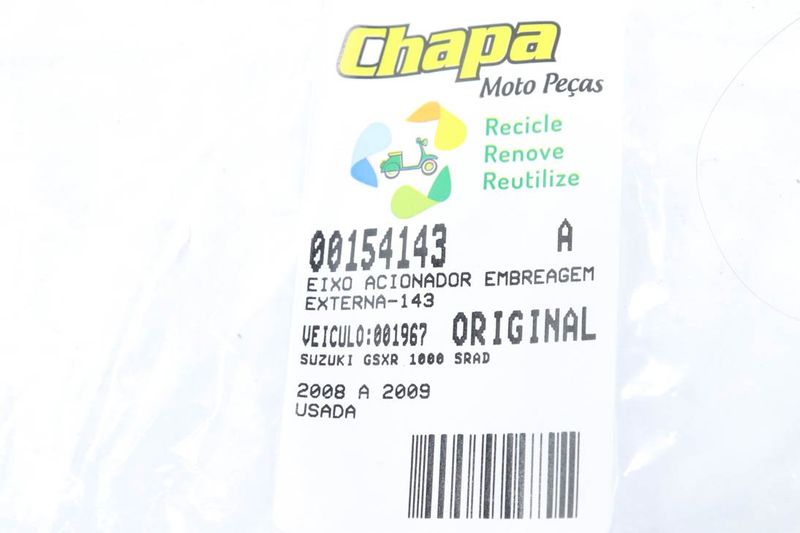 Chapa
Moto Peças
Recicle
Renove
Reutilize
00154143 A
EIXO ACIONADOR EMBREAGEM
EXTERNA-143
VEICULO:001967 ORIGINAL
SUZUKI GSXR 1000 SRAD
2008 A 2009
USADA